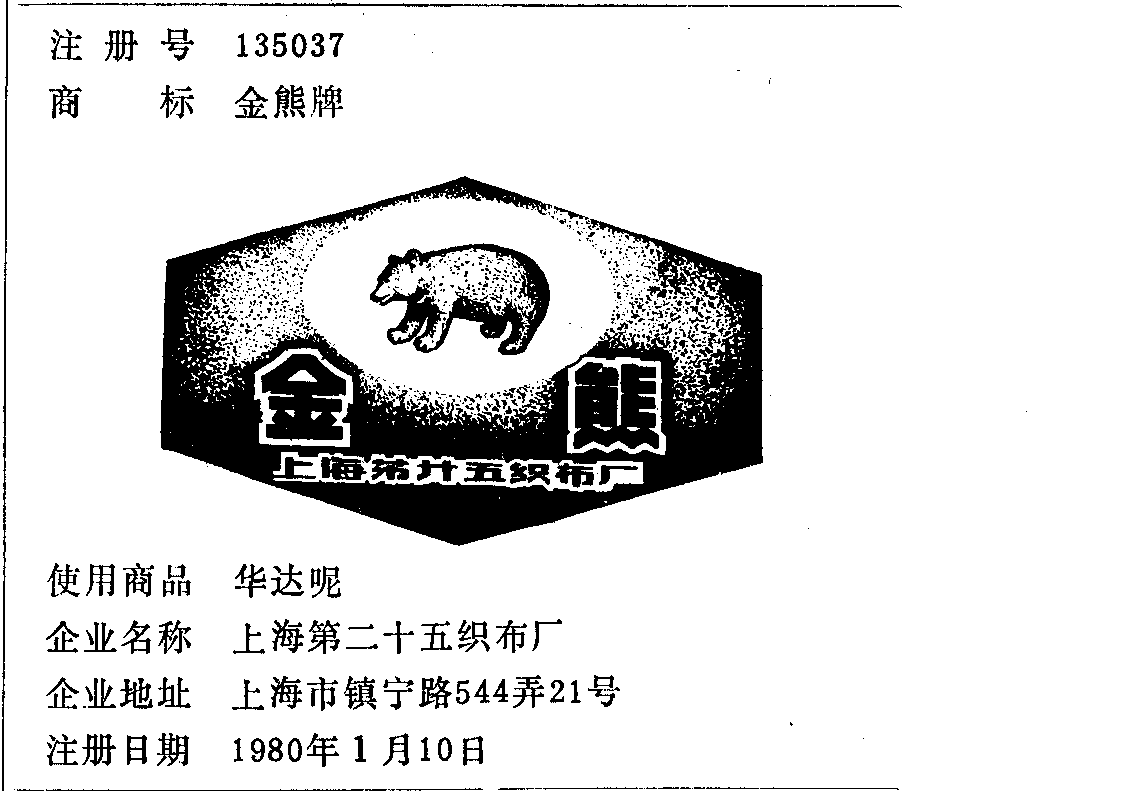 注册号 135037
商标 金熊牌
金熊
上海第廿五织布厂
使用商品 华达呢
企业名称 上海第二十五织布厂
企业地址 上海市镇宁路544弄21号
注册日期 1980年1月10日